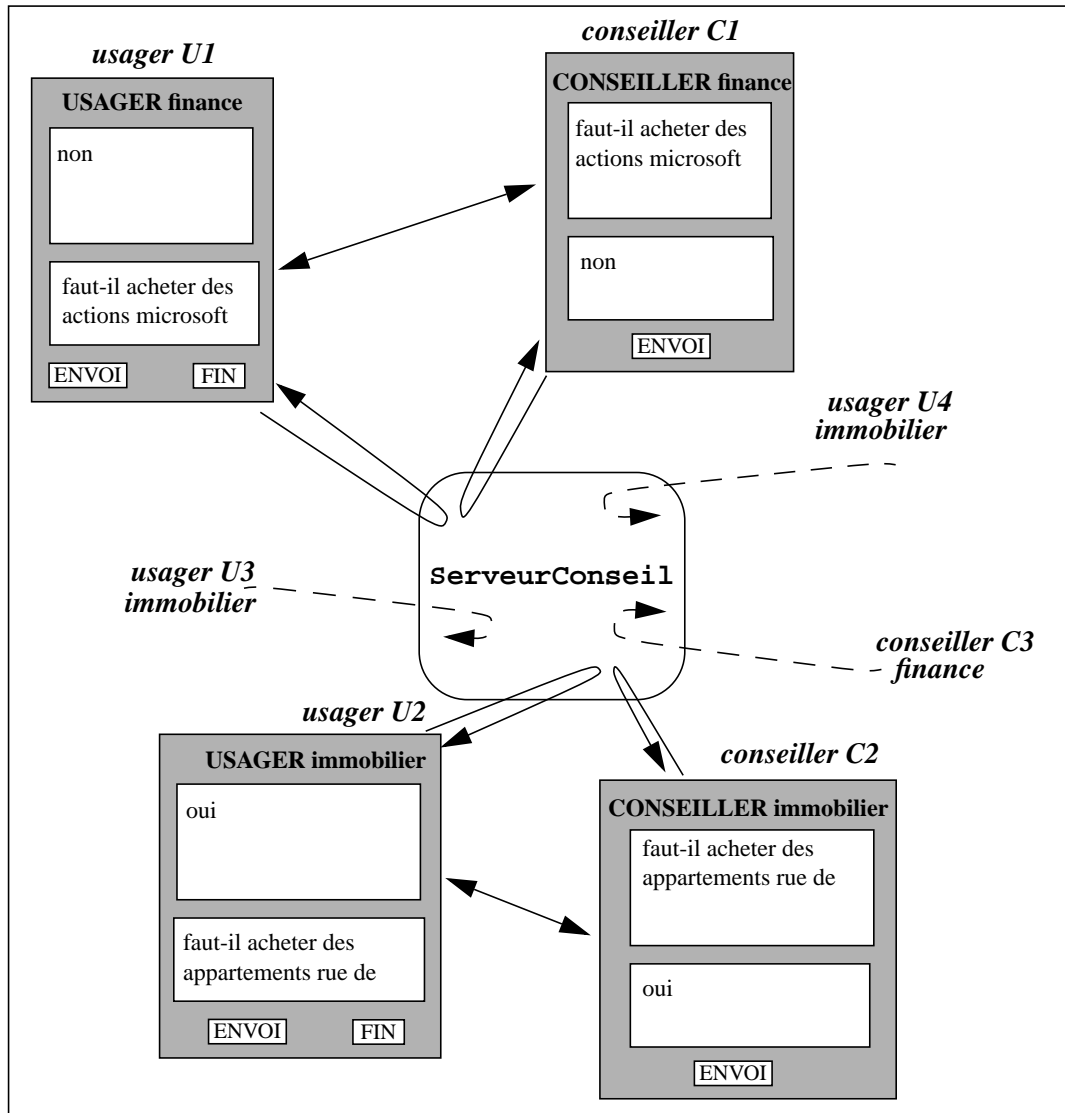 usager U1
USAGER finance
non
faut-il acheter des
actions microsoft
ENVOI
FIN
conseiller C1
CONSEILLER finance
faut-il acheter des
actions microsoft
non
ENVOI
usager U4
immobilier
ServeurConseil
usager U3
immobilier
conseiller C3
finance
usager U2
USAGER immobilier
oui
faut-il acheter des
appartements rue de
ENVOI
FIN
conseiller C2
CONSEILLER immobilier
faut-il acheter des
appartements rue de
oui
ENVOI